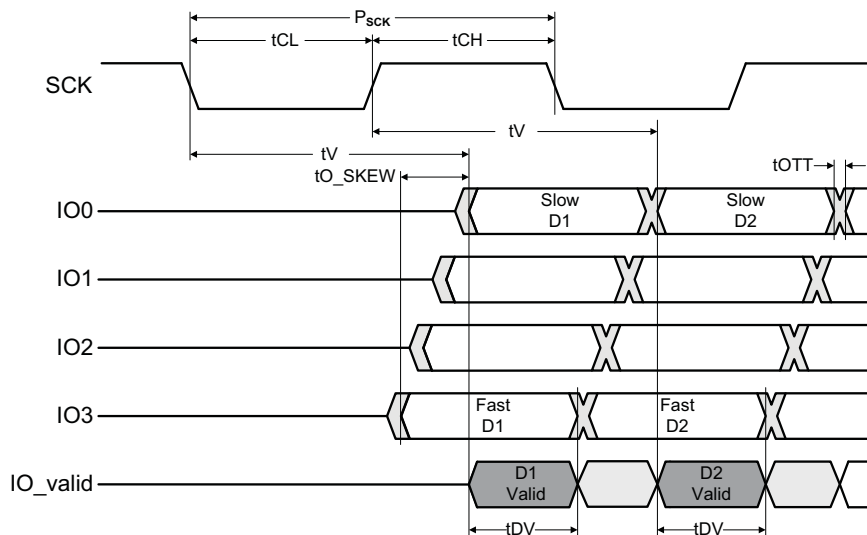 PSCK
tCL
tCH
SCK
tV
tV
tO_SKEW
tOTT
IO0
Slow
D1
Slow
D2
IO1
IO2
IO3
Fast
D1
Fast
D2
IO_valid
D1
Valid
D2
Valid
tDV
tDV